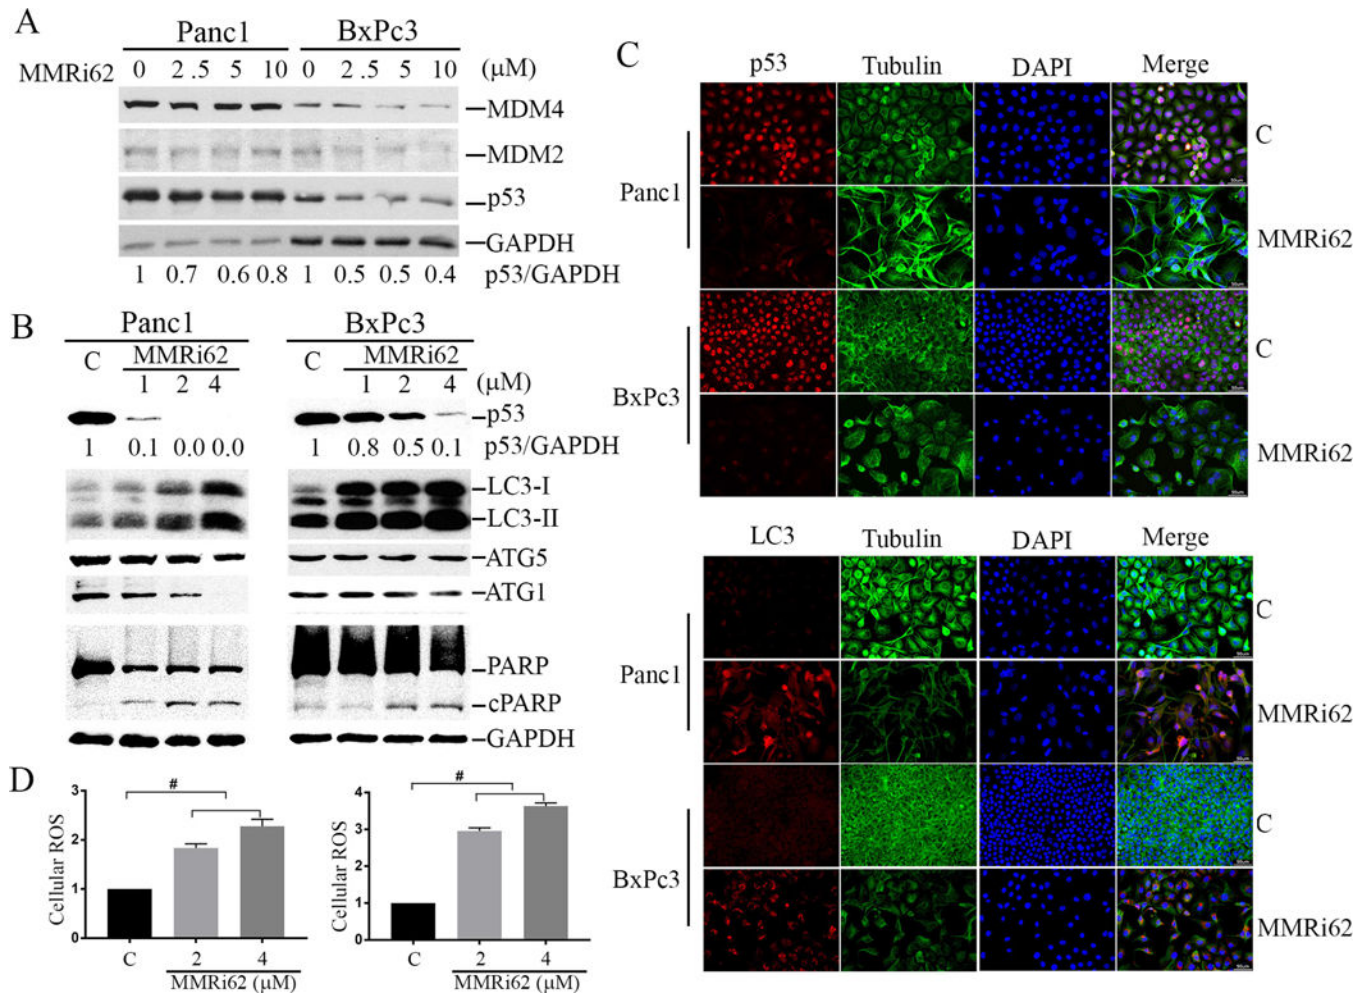 A
Panc1 BxPc3
MMRi62 0 2 .5 5 10 0 2 .5 5 10 (µM)
MDM4
MDM2
p53
GAPDH
1 0.7 0.6 0.8 1 0.5 0.5 0.4 p53/GAPDH
B
Panc1 BxPc3
C MMRi62 C MMRi62
1 2 4 1 2 4 (µM)
p53
1 0.1 0.0 0.0 1 0.8 0.5 0.1 p53/GAPDH
LC3-I
LC3-II
ATG5
ATG1
PARP
cPARP
GAPDH
C
p53 Tubulin DAPI Merge
Panc1
C
MMRi62
BxPc3
C
MMRi62
LC3 Tubulin DAPI Merge
Panc1
C
MMRi62
BxPc3
C
MMRi62
D
Cellular ROS
3
2
1
0
#
C 2 4
MMRi62 (µM)
Cellular ROS
4
3
2
1
0
#
C 2 4
MMRi62 (µM)